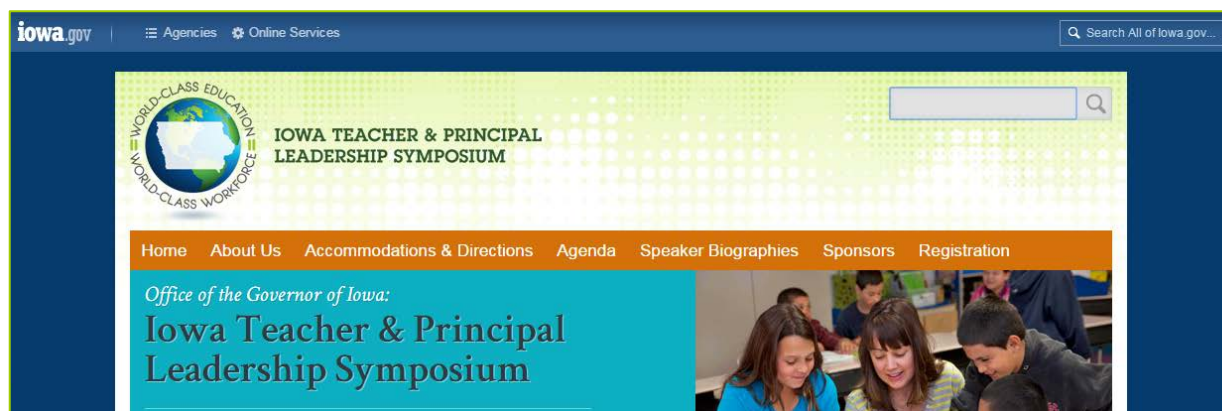 iowa.gov
Agencies
Online Services
Search All of Iowa.gov...
WORLD-CLASS EDUCATION
WORLD-CLASS WORKFORCE
IOWA TEACHER & PRINCIPAL
LEADERSHIP SYMPOSIUM
Home About Us Accommodations & Directions Agenda Speaker Biographies Sponsors Registration
Office of the Governor of Iowa:
Iowa Teacher & Principal
Leadership Symposium